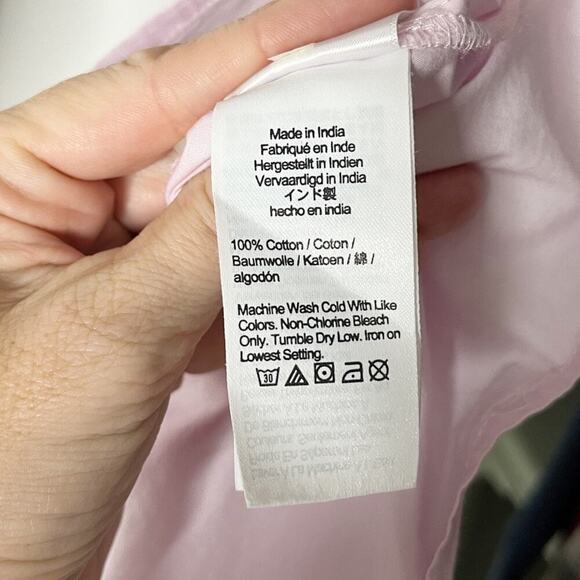 Made in India
Fabriqué en Inde
Hergestellt in Indien
Vervaardigd in India
インド製
hecho en india
100% Cotton / Coton /
Baumwolle / Katoen / 綿 /
algodón
Machine Wash Cold With Like
Colors. Non-Chlorine Bleach
Only. Tumble Dry Low. Iron on
Lowest Setting.
30